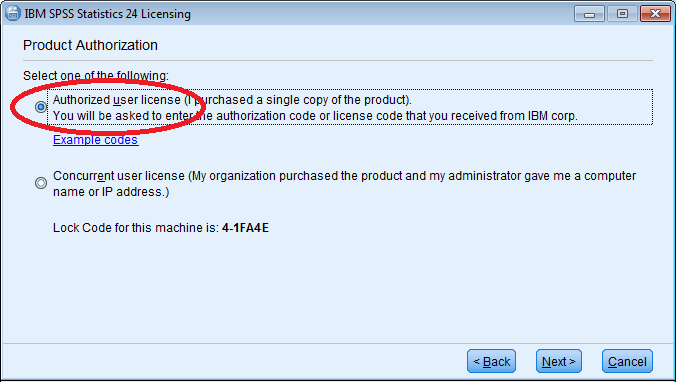 IBM SPSS Statistics 24 Licensing
Product Authorization
Select one of the following:
Authorized user license (I purchased a single copy of the product).
You will be asked to enter the authorization code or license code that you received from IBM corp.
Example codes
Concurrent user license (My organization purchased the product and my administrator gave me a computer
name or IP address.)
Lock Code for this machine is: 4-1FA4E
< Back Next > Cancel